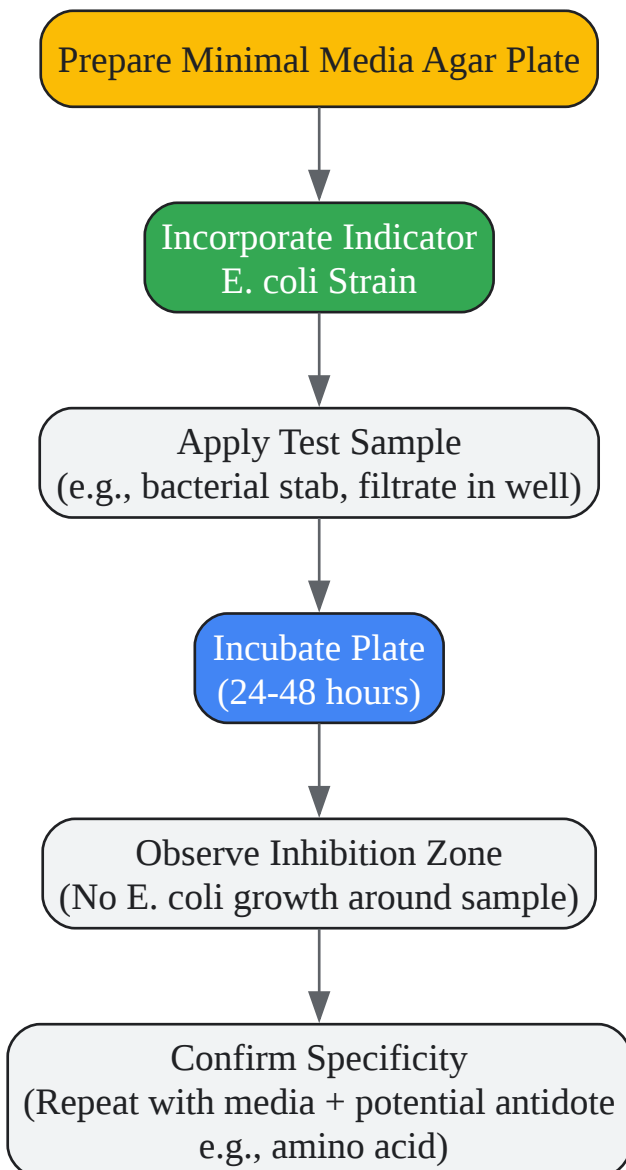 Prepare Minimal Media Agar Plate
Incorporate Indicator
E. coli Strain
Apply Test Sample
(e.g., bacterial stab, filtrate in well)
Incubate Plate
(24-48 hours)
Observe Inhibition Zone
(No E. coli growth around sample)
Confirm Specificity
(Repeat with media + potential antidote
e.g., amino acid)